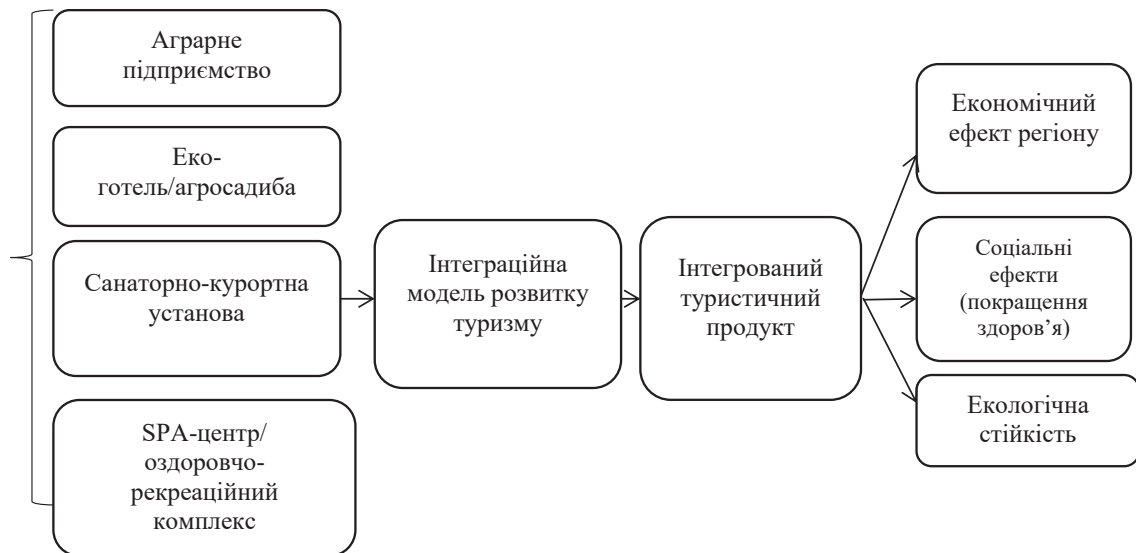 Аграрне
підприємство
Еко-
готель/агросадиба
Санаторно-курортна
установа
SPA-центр/
оздоровчо-
рекреаційний
комплекс
Інтеграційна
модель розвитку
туризму
Інтегрований
туристичний
продукт
Економічний
ефект регіону
Соціальні
ефекти
(покращення
здоров’я)
Екологічна
стійкість